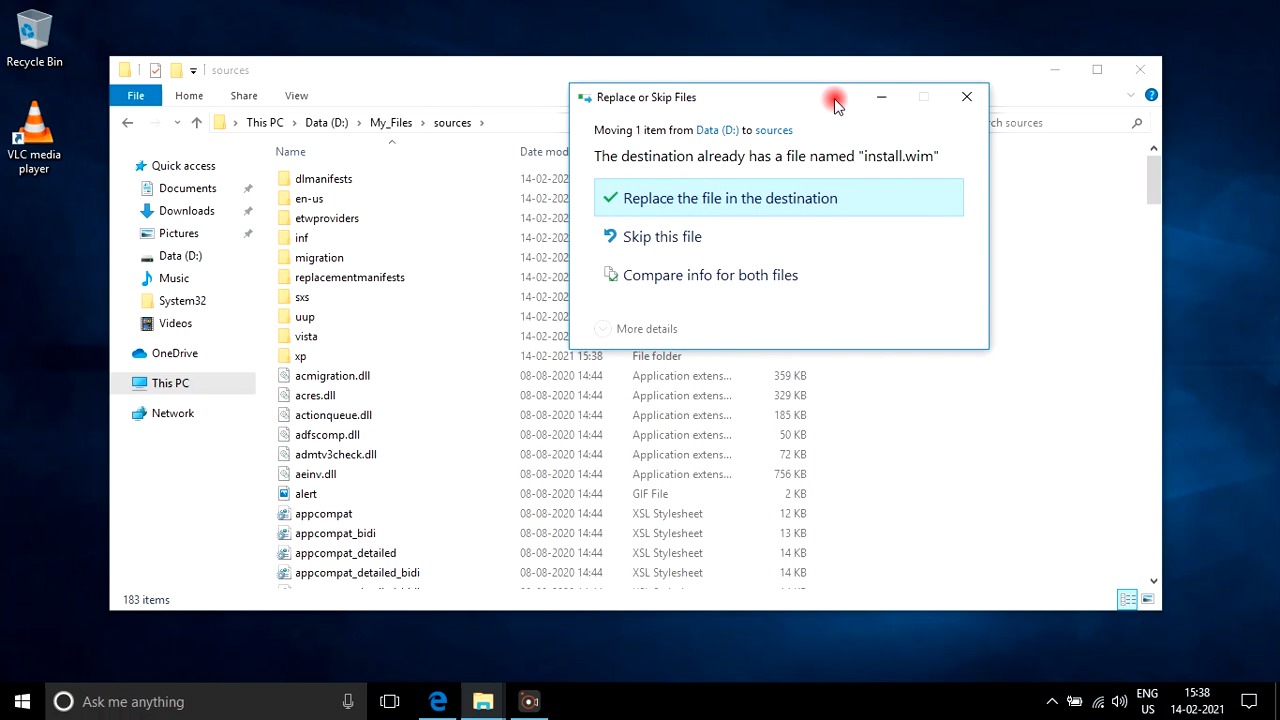 Recycle Bin
VLC media
player
sources
File
Home
Share
View
This PC
Data (D:)
My_Files
sources
ch sources
Name
Date mod
Quick access
Documents
Downloads
Pictures
Data (D:)
Music
System32
Videos
OneDrive
This PC
Network
dlmanifests 14-02-202
en-us 14-02-202
etwproviders 14-02-202
inf 14-02-202
migration 14-02-202
replacementmanifests 14-02-202
sxs 14-02-202
uup 14-02-202
vista 14-02-202
xp 14-02-2021 15:38 File folder
acmigration.dll 08-08-2020 14:44 Application extens... 359 KB
acres.dll 08-08-2020 14:44 Application extens... 329 KB
actionqueue.dll 08-08-2020 14:44 Application extens... 185 KB
adfscomp.dll 08-08-2020 14:44 Application extens... 50 KB
admtv3check.dll 08-08-2020 14:44 Application extens... 72 KB
aeinv.dll 08-08-2020 14:44 Application extens... 756 KB
alert 08-08-2020 14:44 GIF File 2 KB
appcompat 08-08-2020 14:44 XSL Stylesheet 12 KB
appcompat_bidi 08-08-2020 14:44 XSL Stylesheet 13 KB
appcompat_detailed 08-08-2020 14:44 XSL Stylesheet 14 KB
appcompat_detailed_bidi 08-08-2020 14:44 XSL Stylesheet 14 KB
183 items
Replace or Skip Files
Moving 1 item from Data (D:) to sources
The destination already has a file named "install.wim"
Replace the file in the destination
Skip this file
Compare info for both files
More details
Ask me anything
ENG
US
15:38
14-02-2021